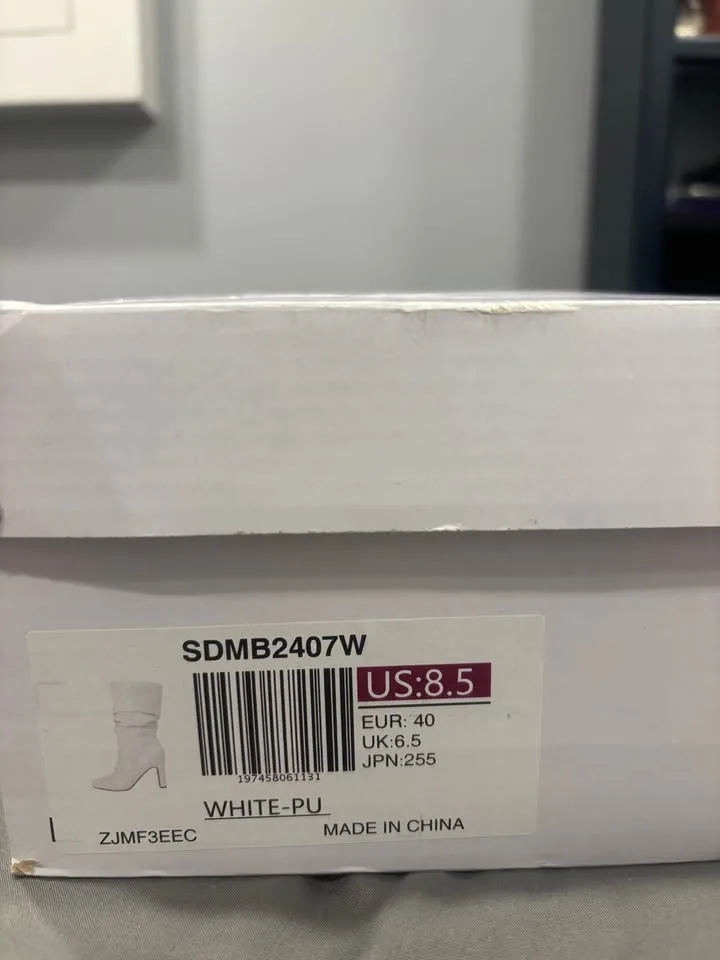 SDMB2407W
US:8.5
EUR: 40
UK:6.5
JPN:255
197458061131
WHITE-PU
ZJMF3EEC
MADE IN CHINA